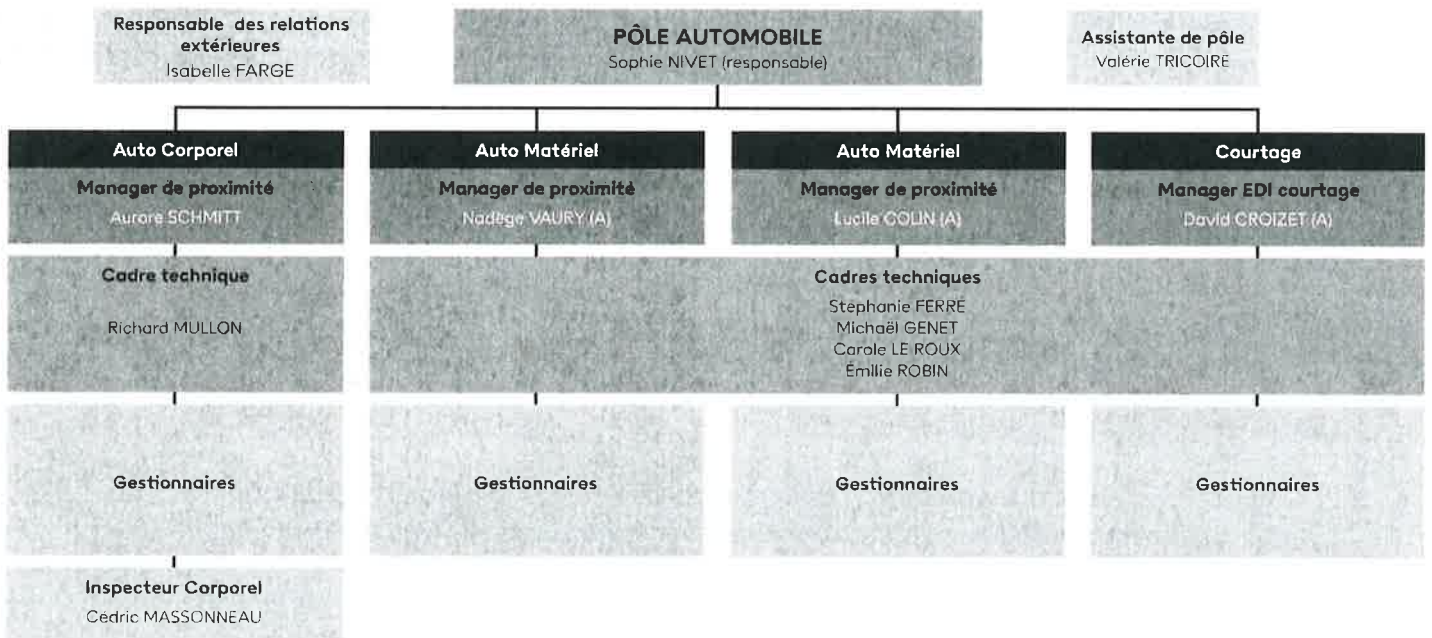 Responsable des relations
extérieures
Isabelle FARGE
PÔLE AUTOMOBILE
Sophie NIVET (responsable)
Assistante de pôle
Valérie TRICOIRE
Auto Corporel
Manager de proximité
Aurore SCHMITT
Auto Matériel
Manager de proximité
Nadège VAURY (A)
Auto Matériel
Manager de proximité
Lucile COLIN (A)
Courtage
Manager EDI courtage
David CROIZET (A)
Cadre technique
Richard MULLON
Cadres techniques
Stephanie FERRE
Michaël GENET
Carole LE ROUX
Émilie ROBIN
Gestionnaires
Gestionnaires
Gestionnaires
Gestionnaires
Inspecteur Corporel
Cédric MASSONNEAU